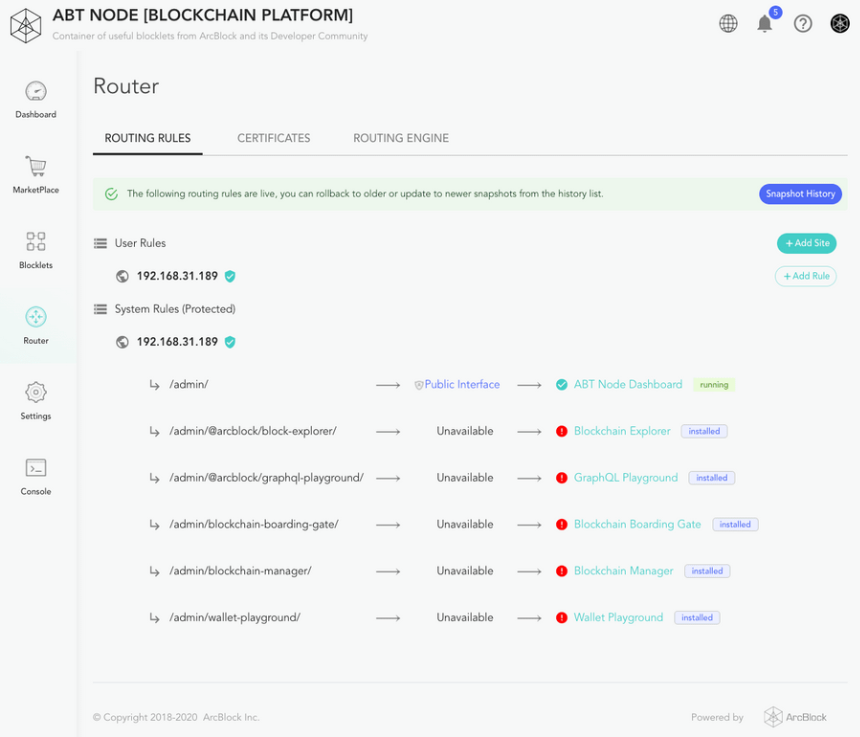 ABT NODE [BLOCKCHAIN PLATFORM]
Container of useful blocklets from ArcBlock and its Developer Community
5
Dashboard
MarketPlace
Blocklets
Router
Settings
Console
Router
ROUTING RULES CERTIFICATES ROUTING ENGINE
The following routing rules are live, you can rollback to older or update to newer snapshots from the history list. Snapshot History
User Rules + Add Site
192.168.31.189 + Add Rule
System Rules (Protected)
192.168.31.189
/admin/ Public Interface ABT Node Dashboard running
/admin/@arcblock/block-explorer/ Unavailable Blockchain Explorer installed
/admin/@arcblock/graphql-playground/ Unavailable GraphQL Playground installed
/admin/blockchain-boarding-gate/ Unavailable Blockchain Boarding Gate installed
/admin/blockchain-manager/ Unavailable Blockchain Manager installed
/admin/wallet-playground/ Unavailable Wallet Playground installed
© Copyright 2018-2020 ArcBlock Inc. Powered by ArcBlock